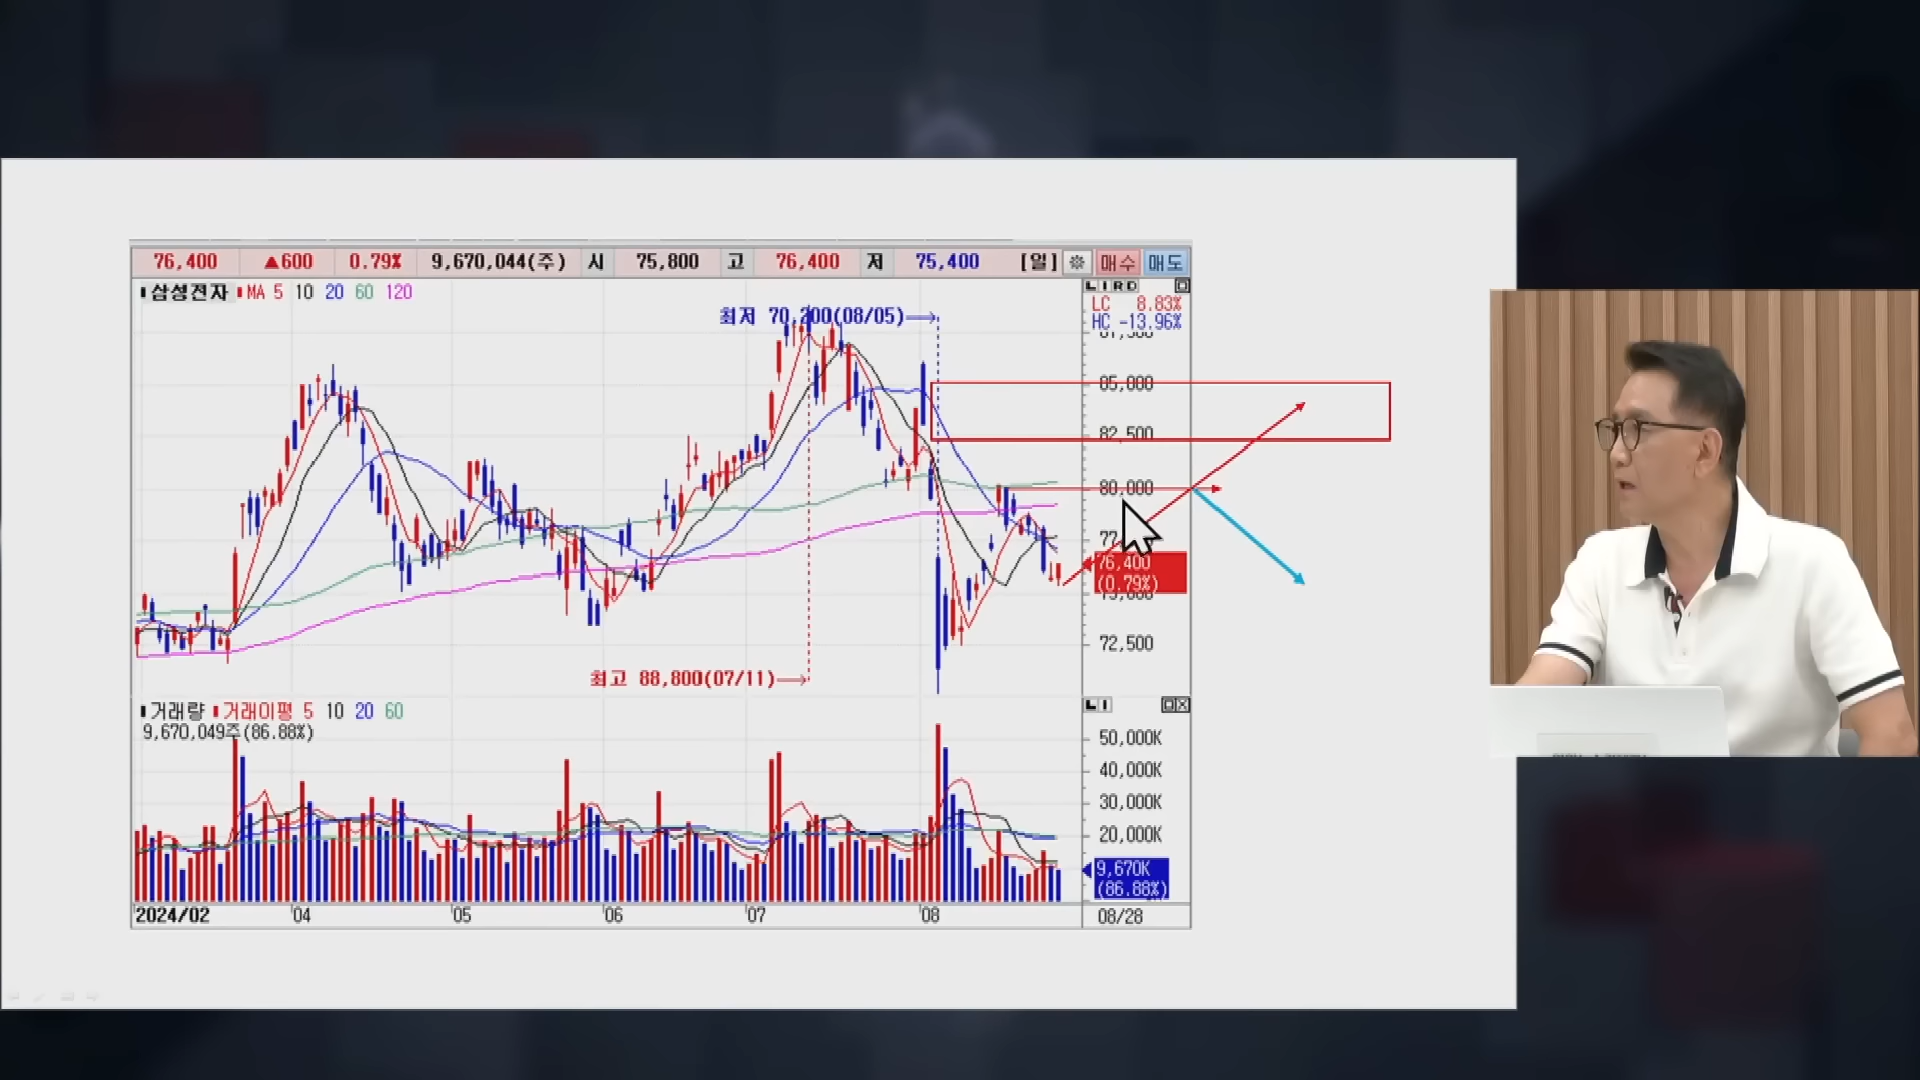 76,400 ▲600 0.79% 9,670,044(주) 시 75,800 고 76,400 저 75,400 [일] 매수 매도
삼성전자 MA 5 10 20 60 120
L I R D
LC 8.83%
HC -13.96%
최저 70,200(08/05)
85,000
82,500
80,000
76,400
(0.79%)
72,500
최고 88,800(07/11)
거래량 거래이평 5 10 20 60
L I
9,670,049주(86.88%)
50,000K
40,000K
30,000K
20,000K
9,670K
(86.88%)
2024/02 04 05 06 07 08 08/28